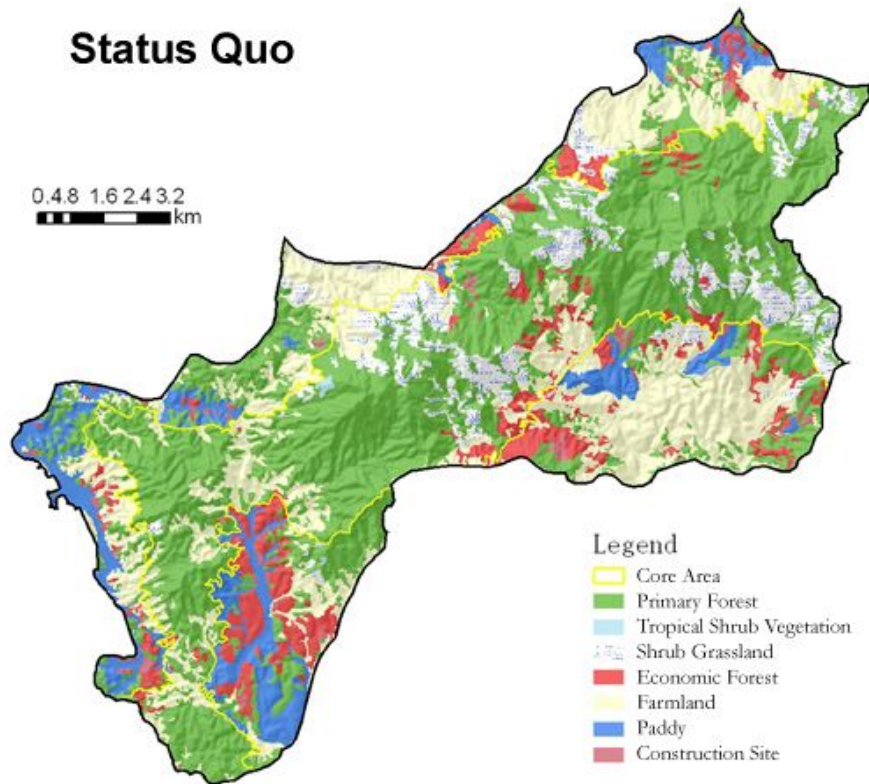 Status Quo
0.4.8 1.6 2.4 3.2
km
Legend
Core Area
Primary Forest
Tropical Shrub Vegetation
Shrub Grassland
Economic Forest
Farmland
Paddy
Construction Site